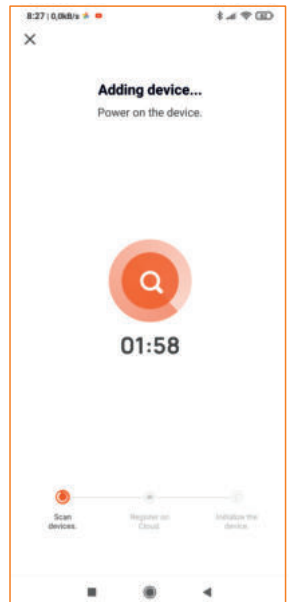 8:27 | 0,0kB/s
Adding device...
Power on the device.
01:58
Scan
devices.
Register on
Cloud.
Initialize the
device.